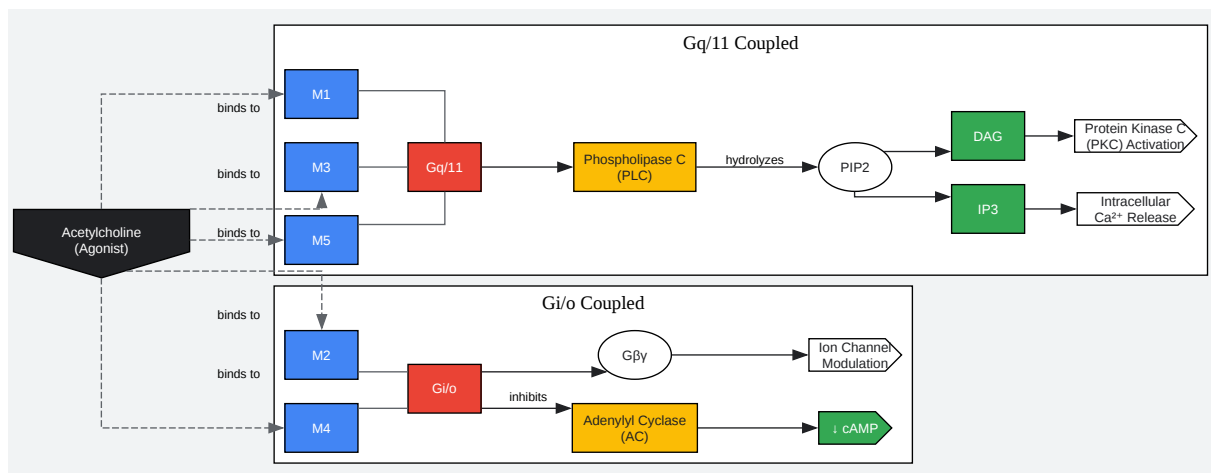 Gq/11 Coupled
M1
binds to
M3
binds to
Gq/11
Phospholipase C
(PLC)
hydrolyzes
PIP2
DAG
Protein Kinase C
(PKC) Activation
IP3
Intracellular
Ca²⁺ Release
Acetylcholine
(Agonist)
binds to
M5
Gi/o Coupled
binds to
M2
binds to
Gi/o
Gβγ
Ion Channel
Modulation
M4
inhibits
Adenylyl Cyclase
(AC)
↓ cAMP